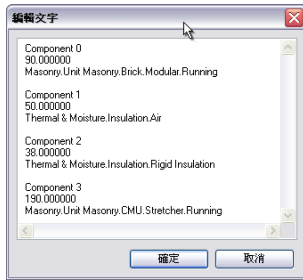 編輯文字
Component 0
90.000000
Masonry.Unit Masonry.Brick.Modular.Running
Component 1
50.000000
Thermal & Moisture.Insulation.Air
Component 2
38.000000
Thermal & Moisture.Insulation.Rigid Insulation
Component 3
190.000000
Masonry.Unit Masonry.CMU.Stretcher.Running
確定
取消